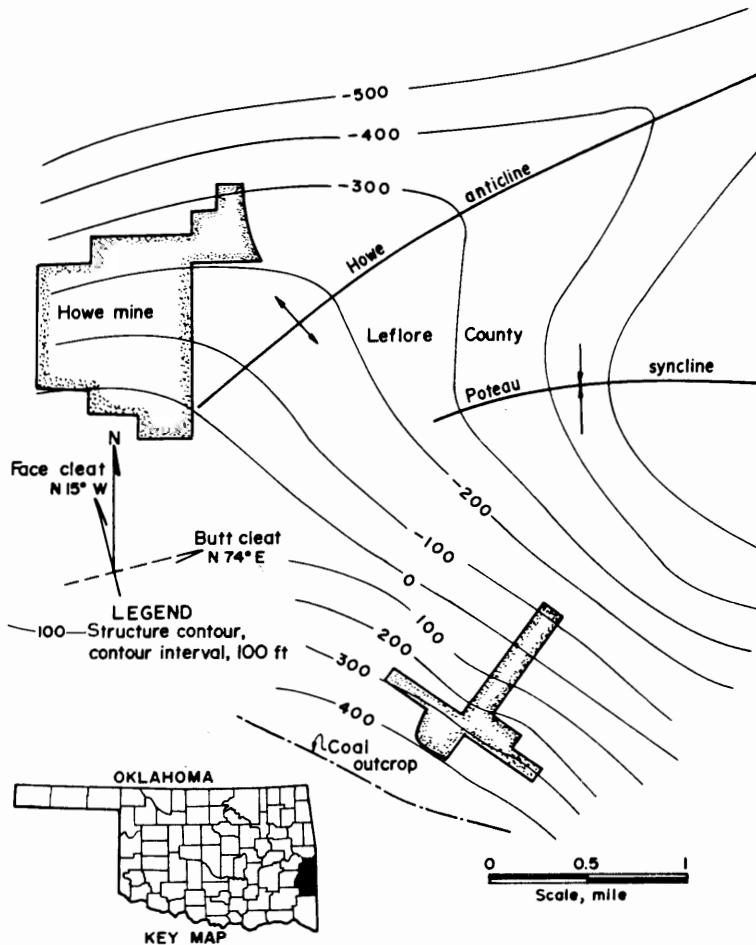 -500
-400
-300
anticline
Howe
Howe mine
Leflore County
syncline
Poteau
N
Face cleat
N 15° W
-200
Butt cleat
N 74° E
-100
0
LEGEND
100
-100-Structure contour,
contour interval, 100 ft
200
300
400
Coal
outcrop
OKLAHOMA
0 0.5 1
Scale, mile
KEY MAP